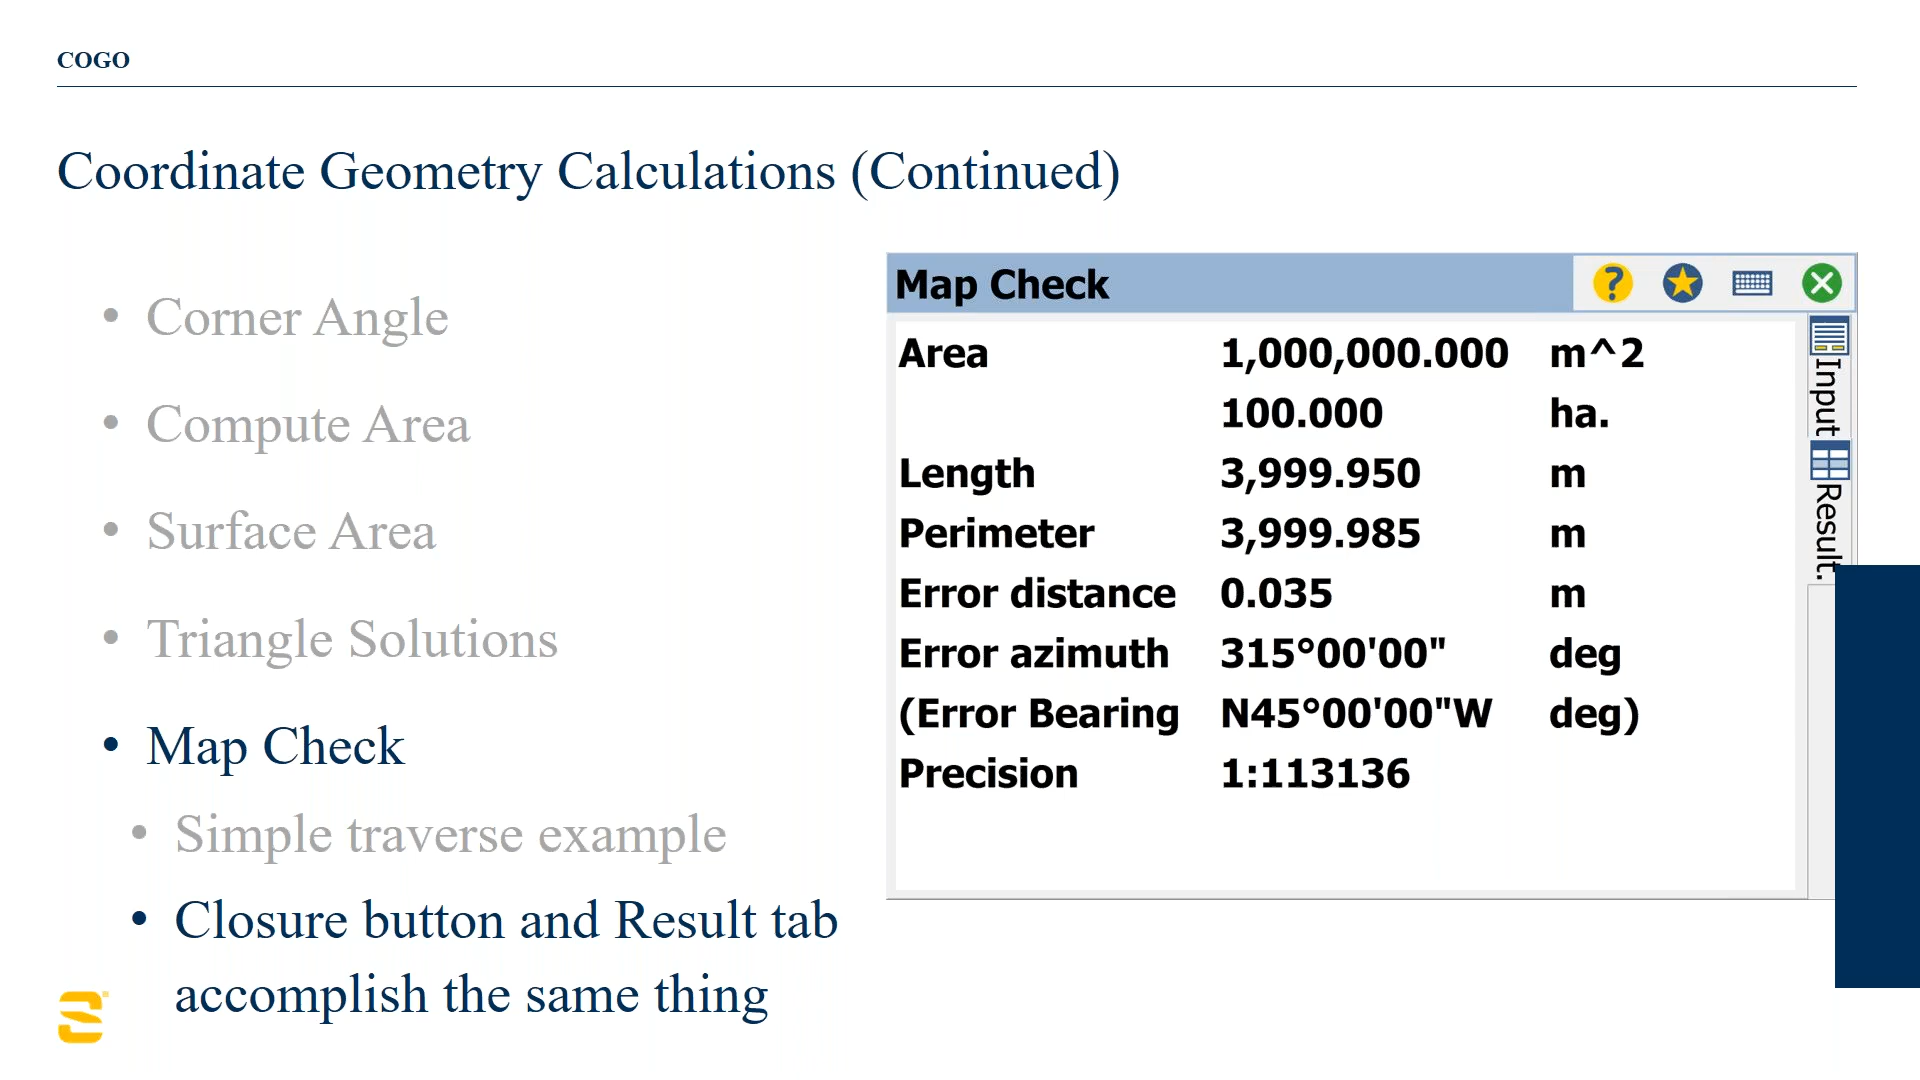 COGO
Coordinate Geometry Calculations (Continued)
• Corner Angle
• Compute Area
• Surface Area
• Triangle Solutions
• Map Check
• Simple traverse example
• Closure button and Result tab
accomplish the same thing
Map Check
Area 1,000,000.000 m^2
100.000 ha.
Length 3,999.950 m
Perimeter 3,999.985 m
Error distance 0.035 m
Error azimuth 315°00'00" deg
(Error Bearing N45°00'00"W deg)
Precision 1:113136
Input
Result.